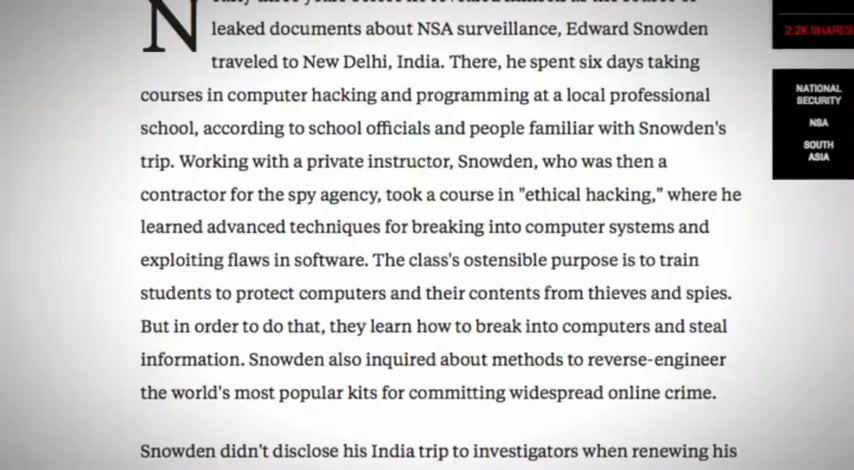 N
leaked documents about NSA surveillance, Edward Snowden
traveled to New Delhi, India. There, he spent six days taking
courses in computer hacking and programming at a local professional
school, according to school officials and people familiar with Snowden's
trip. Working with a private instructor, Snowden, who was then a
contractor for the spy agency, took a course in "ethical hacking," where he
learned advanced techniques for breaking into computer systems and
exploiting flaws in software. The class's ostensible purpose is to train
students to protect computers and their contents from thieves and spies.
But in order to do that, they learn how to break into computers and steal
information. Snowden also inquired about methods to reverse-engineer
the world's most popular kits for committing widespread online crime.
Snowden didn't disclose his India trip to investigators when renewing his
2.2K SHARES
NATIONAL
SECURITY
NSA
SOUTH
ASIA